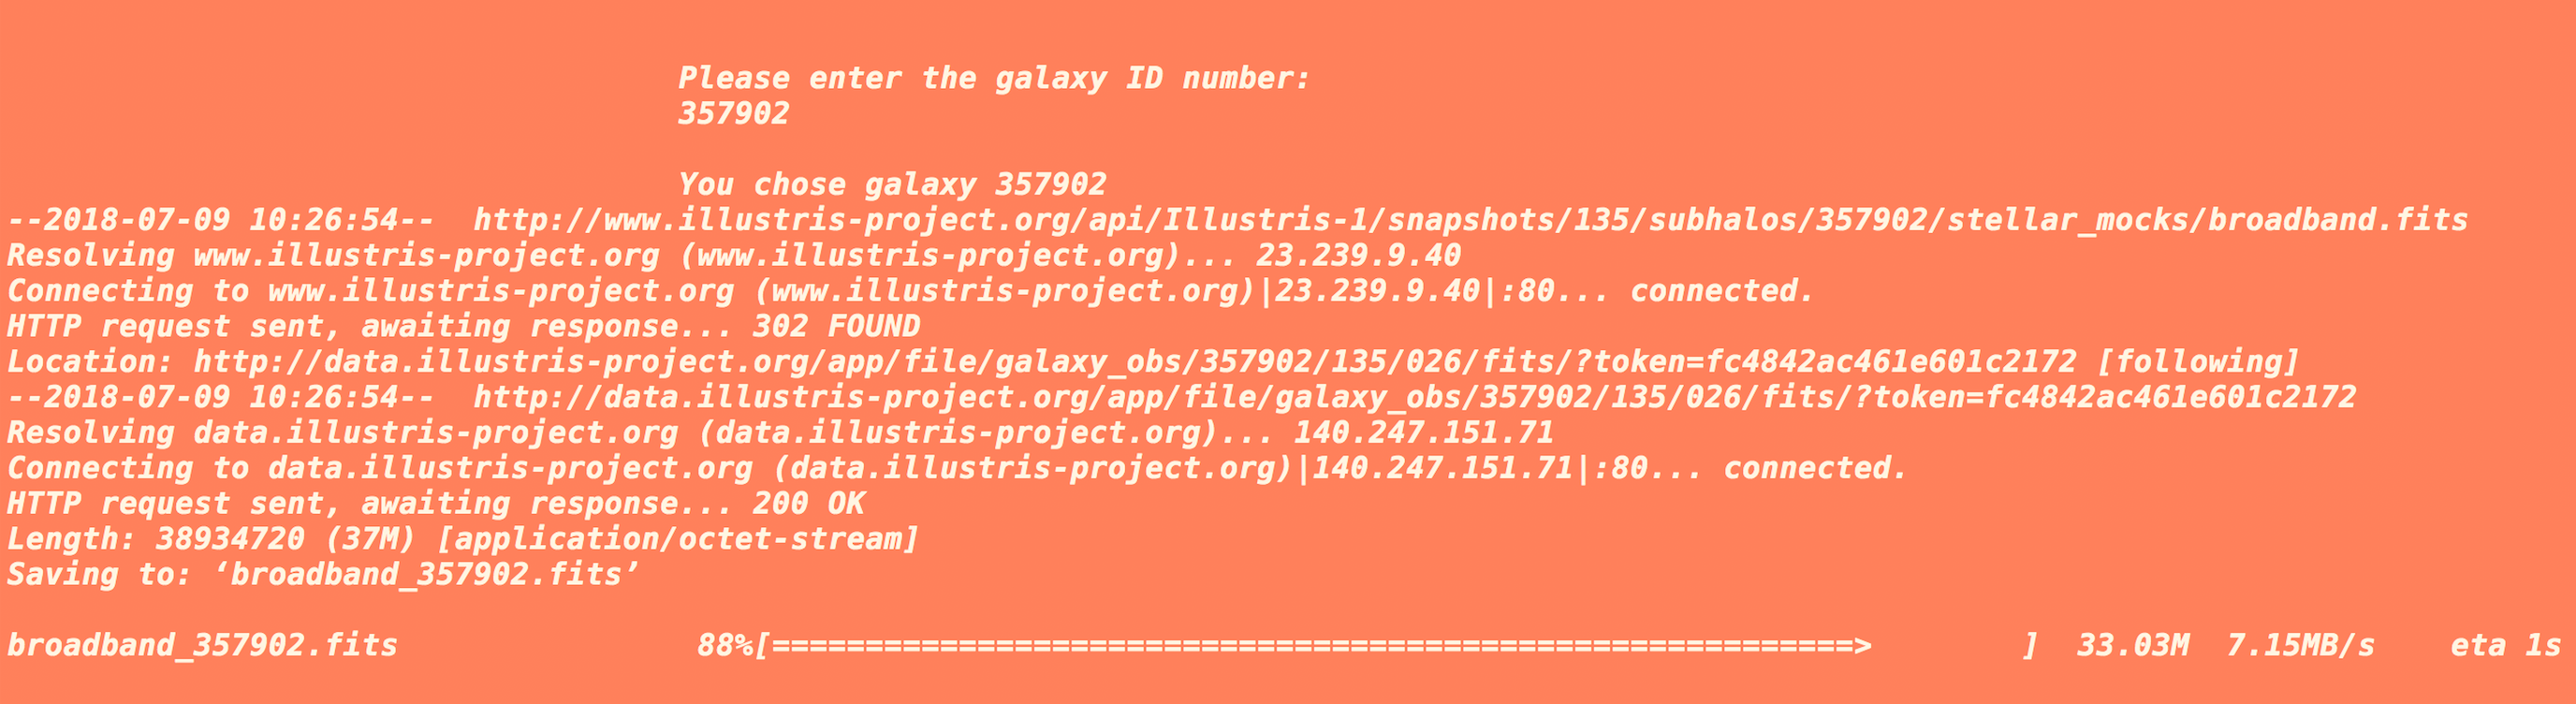 Please enter the galaxy ID number:
357902
You chose galaxy 357902
--2018-07-09 10:26:54--  http://www.illustris-project.org/api/Illustris-1/snapshots/135/subhalos/357902/stellar_mocks/broadband.fits
Resolving www.illustris-project.org (www.illustris-project.org)... 23.239.9.40
Connecting to www.illustris-project.org (www.illustris-project.org)|23.239.9.40|:80... connected.
HTTP request sent, awaiting response... 302 FOUND
Location: http://data.illustris-project.org/app/file/galaxy_obs/357902/135/026/fits/?token=fc4842ac461e601c2172 [following]
--2018-07-09 10:26:54--  http://data.illustris-project.org/app/file/galaxy_obs/357902/135/026/fits/?token=fc4842ac461e601c2172
Resolving data.illustris-project.org (data.illustris-project.org)... 140.247.151.71
Connecting to data.illustris-project.org (data.illustris-project.org)|140.247.151.71|:80... connected.
HTTP request sent, awaiting response... 200 OK
Length: 38934720 (37M) [application/octet-stream]
Saving to: ‘broadband_357902.fits’
broadband_357902.fits                88%[==========================================================>        ]  33.03M  7.15MB/s    eta 1s